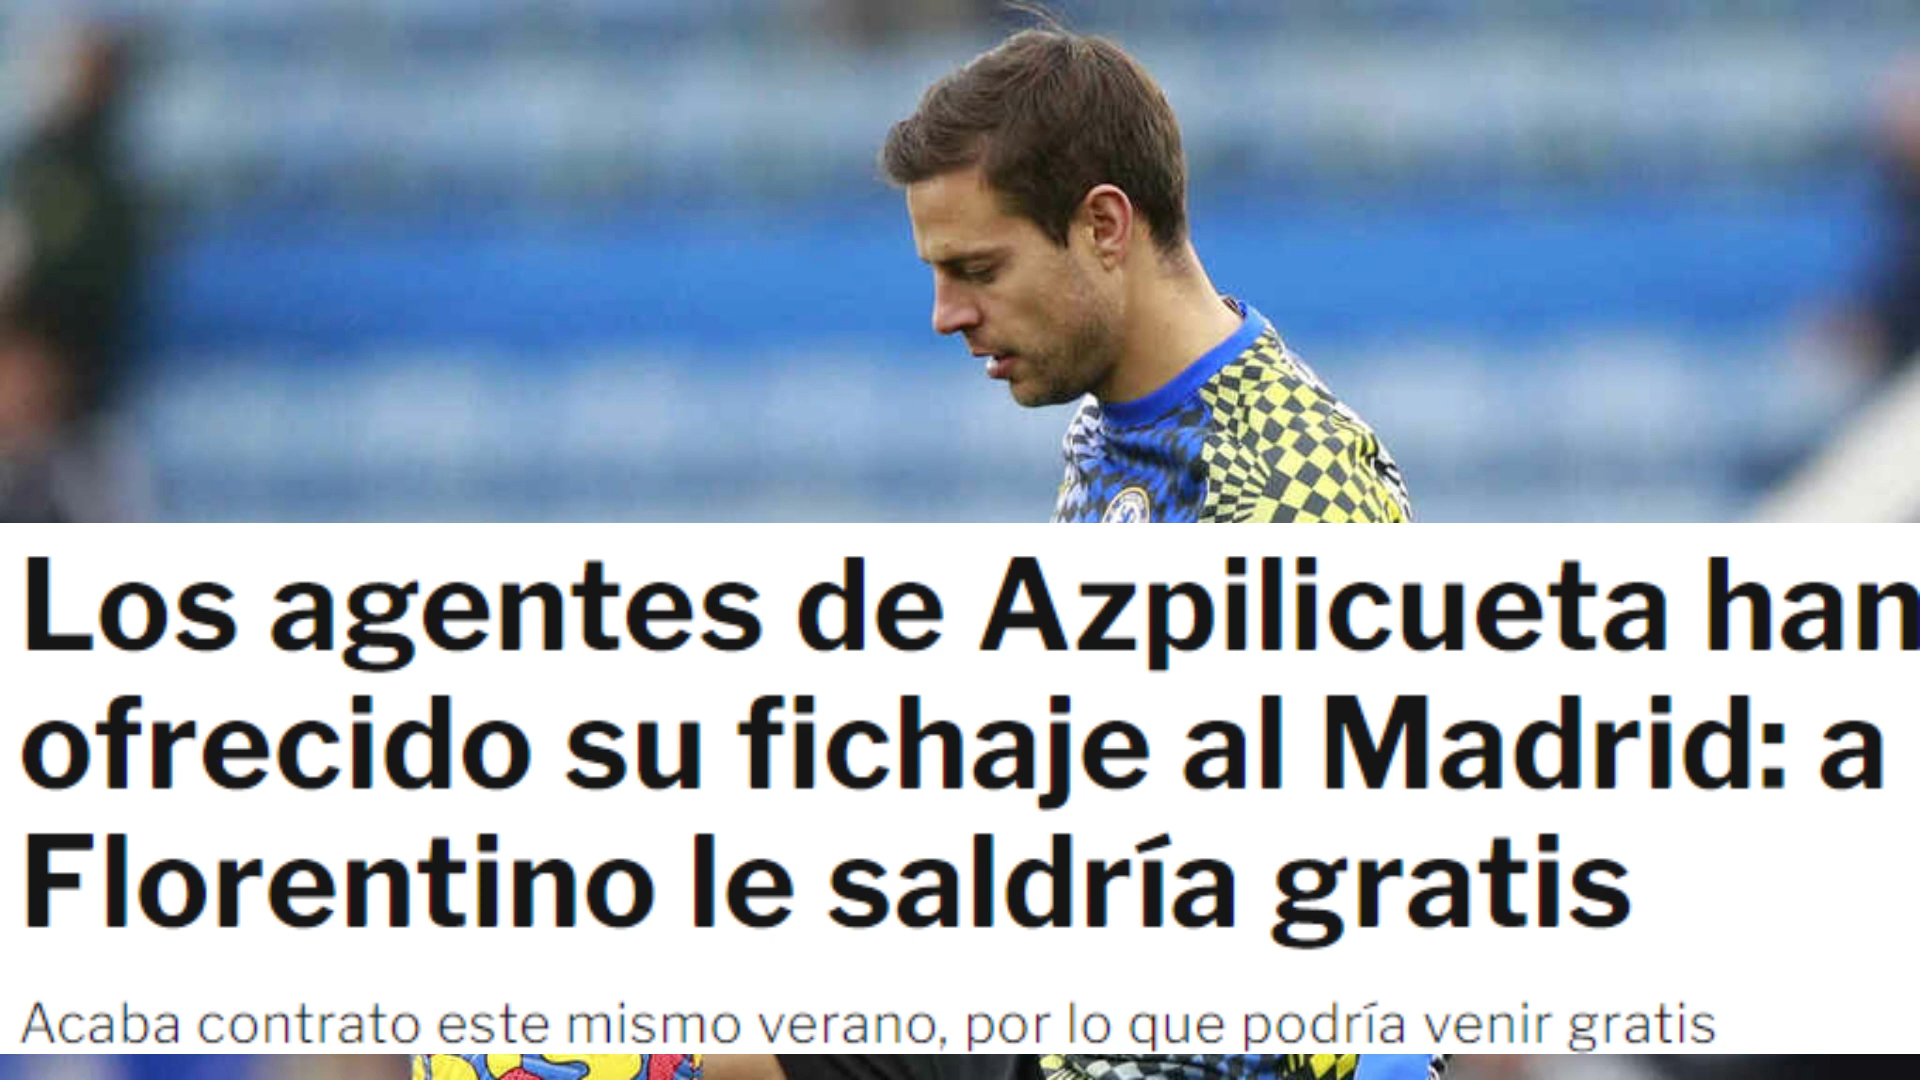 Los agentes de Azpilicueta han
ofrecido su fichaje al Madrid: a
Florentino le saldría gratis
Acaba contrato este mismo verano, por lo que podría venir gratis